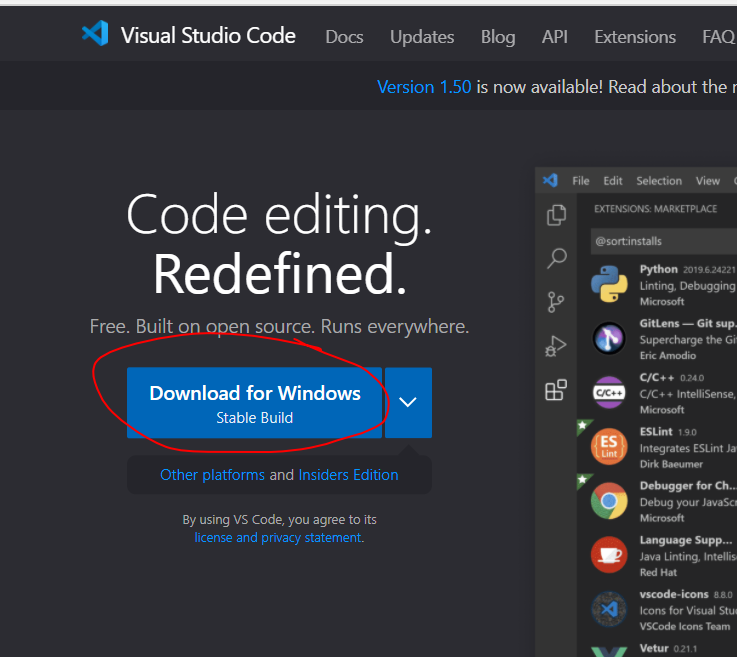 Visual Studio Code Docs Updates Blog API Extensions FAQ
Version 1.50 is now available! Read about the
Code editing.
Redefined.
Free. Built on open source. Runs everywhere.
Download for Windows
Stable Build
Other platforms and Insiders Edition
By using VS Code, you agree to its
license and privacy statement.
File Edit Selection View
EXTENSIONS: MARKETPLACE
@sort:installs
Python 2019.6.24221
Linting, Debugging
Microsoft
GitLens — Git sup...
Supercharge the Gi
Eric Amodio
C/C++ 0.24.0
C/C++ IntelliSense,
Microsoft
C/C++
ESLint 1.9.0
Integrates ESLint Ja
Dirk Baeumer
ES
Lint
Debugger for Ch...
Debug your JavaScr
Microsoft
Language Supp...
Java Linting, Intellis
Red Hat
vscode-icons 8.8.0
Icons for Visual Stu
VSCode Icons Team
Vetur 0.21.1